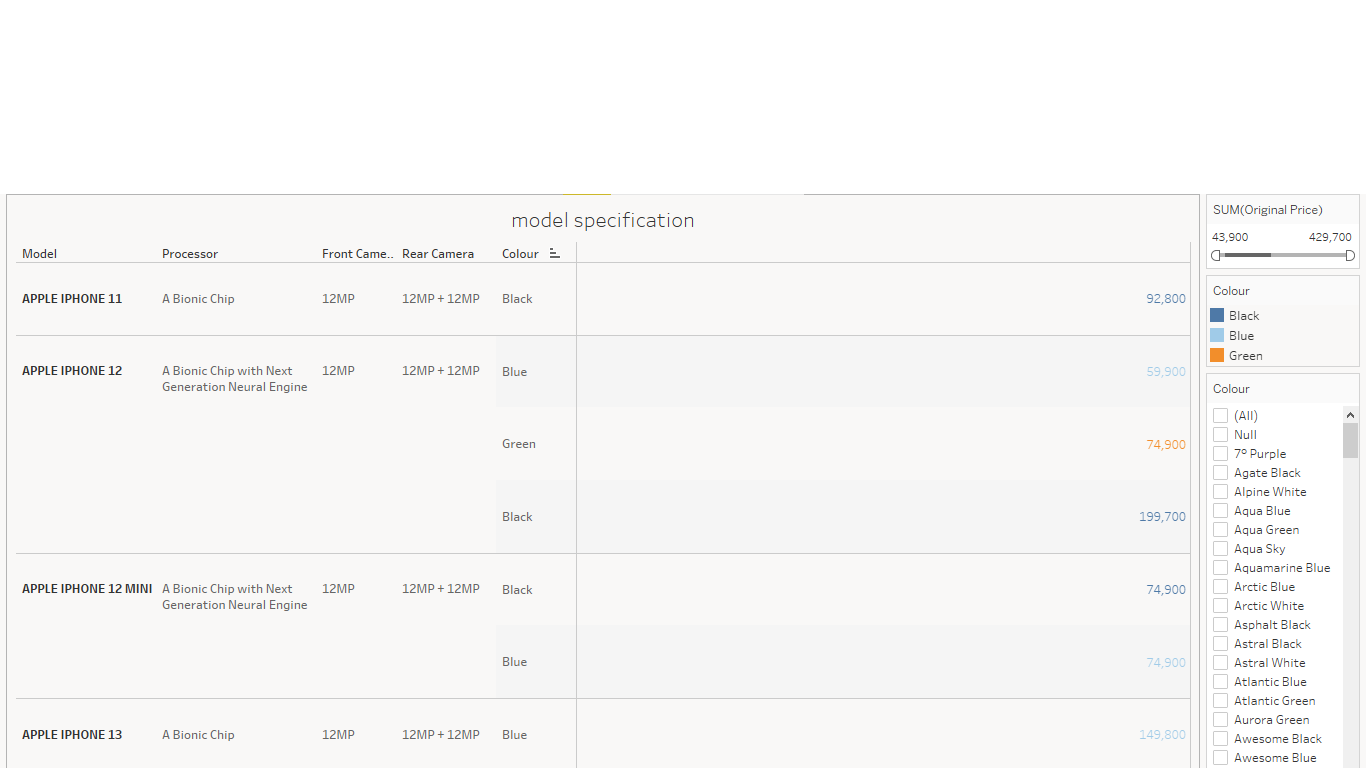 model specification
Model Processor Front Came.. Rear Camera Colour
APPLE IPHONE 11 A Bionic Chip 12MP 12MP + 12MP Black 92,800
APPLE IPHONE 12 A Bionic Chip with Next 12MP 12MP + 12MP Blue 59,900
Generation Neural Engine
Green 74,900
Black 199,700
APPLE IPHONE 12 MINI A Bionic Chip with Next 12MP 12MP + 12MP Black 74,900
Generation Neural Engine
Blue 74,900
APPLE IPHONE 13 A Bionic Chip 12MP 12MP + 12MP Blue 149,800
SUM(Original Price)
43,900 429,700
Colour
Black
Blue
Green
Colour
(All)
Null
7º Purple
Agate Black
Alpine White
Aqua Blue
Aqua Green
Aqua Sky
Aquamarine Blue
Arctic Blue
Arctic White
Asphalt Black
Astral Black
Astral White
Atlantic Blue
Atlantic Green
Aurora Green
Awesome Black
Awesome Blue